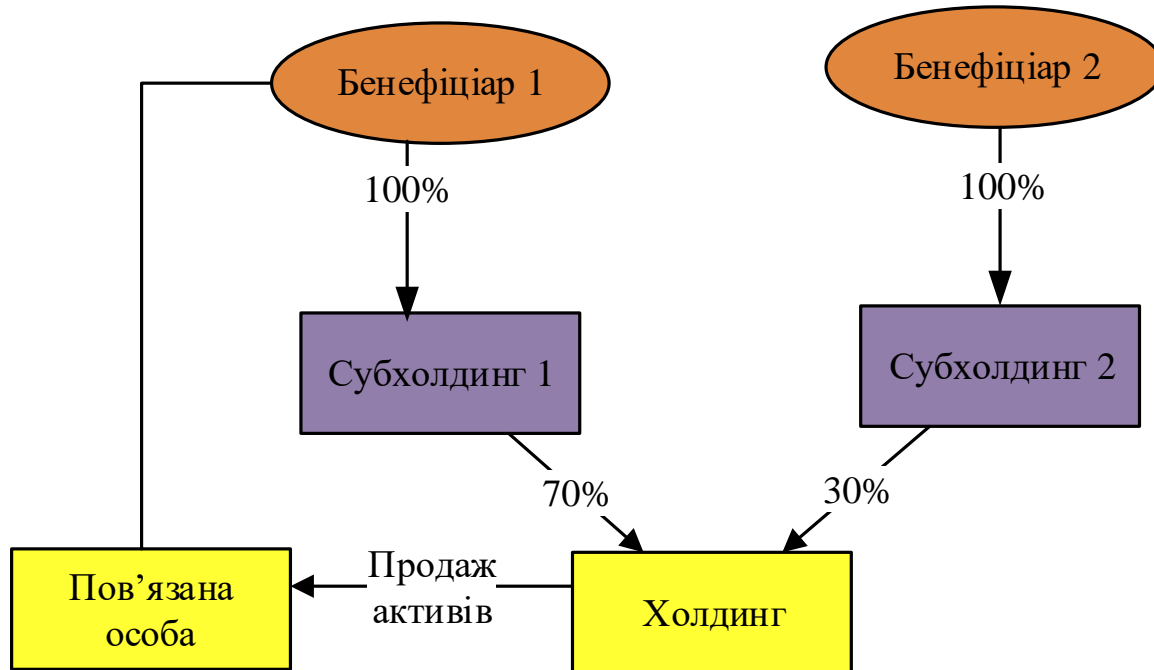 Бенефіціар 1
Бенефіціар 2
100%
100%
Субхолдинг 1
Субхолдинг 2
70%
30%
Пов’язана
особа
Продаж
активів
Холдинг